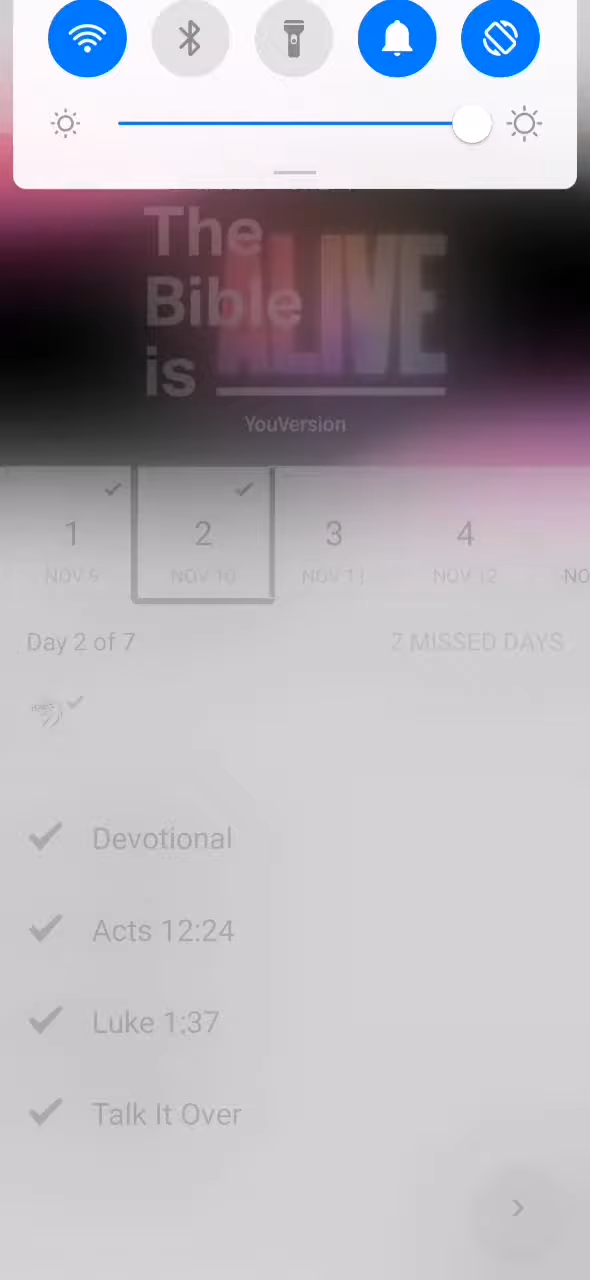 The
Bible
is ALIVE
YouVersion
1 2 3 4
NOV 9 NOV 10 NOV 11 NOV 12 NO
Day 2 of 7 2 MISSED DAYS
Devotional
Acts 12:24
Luke 1:37
Talk It Over